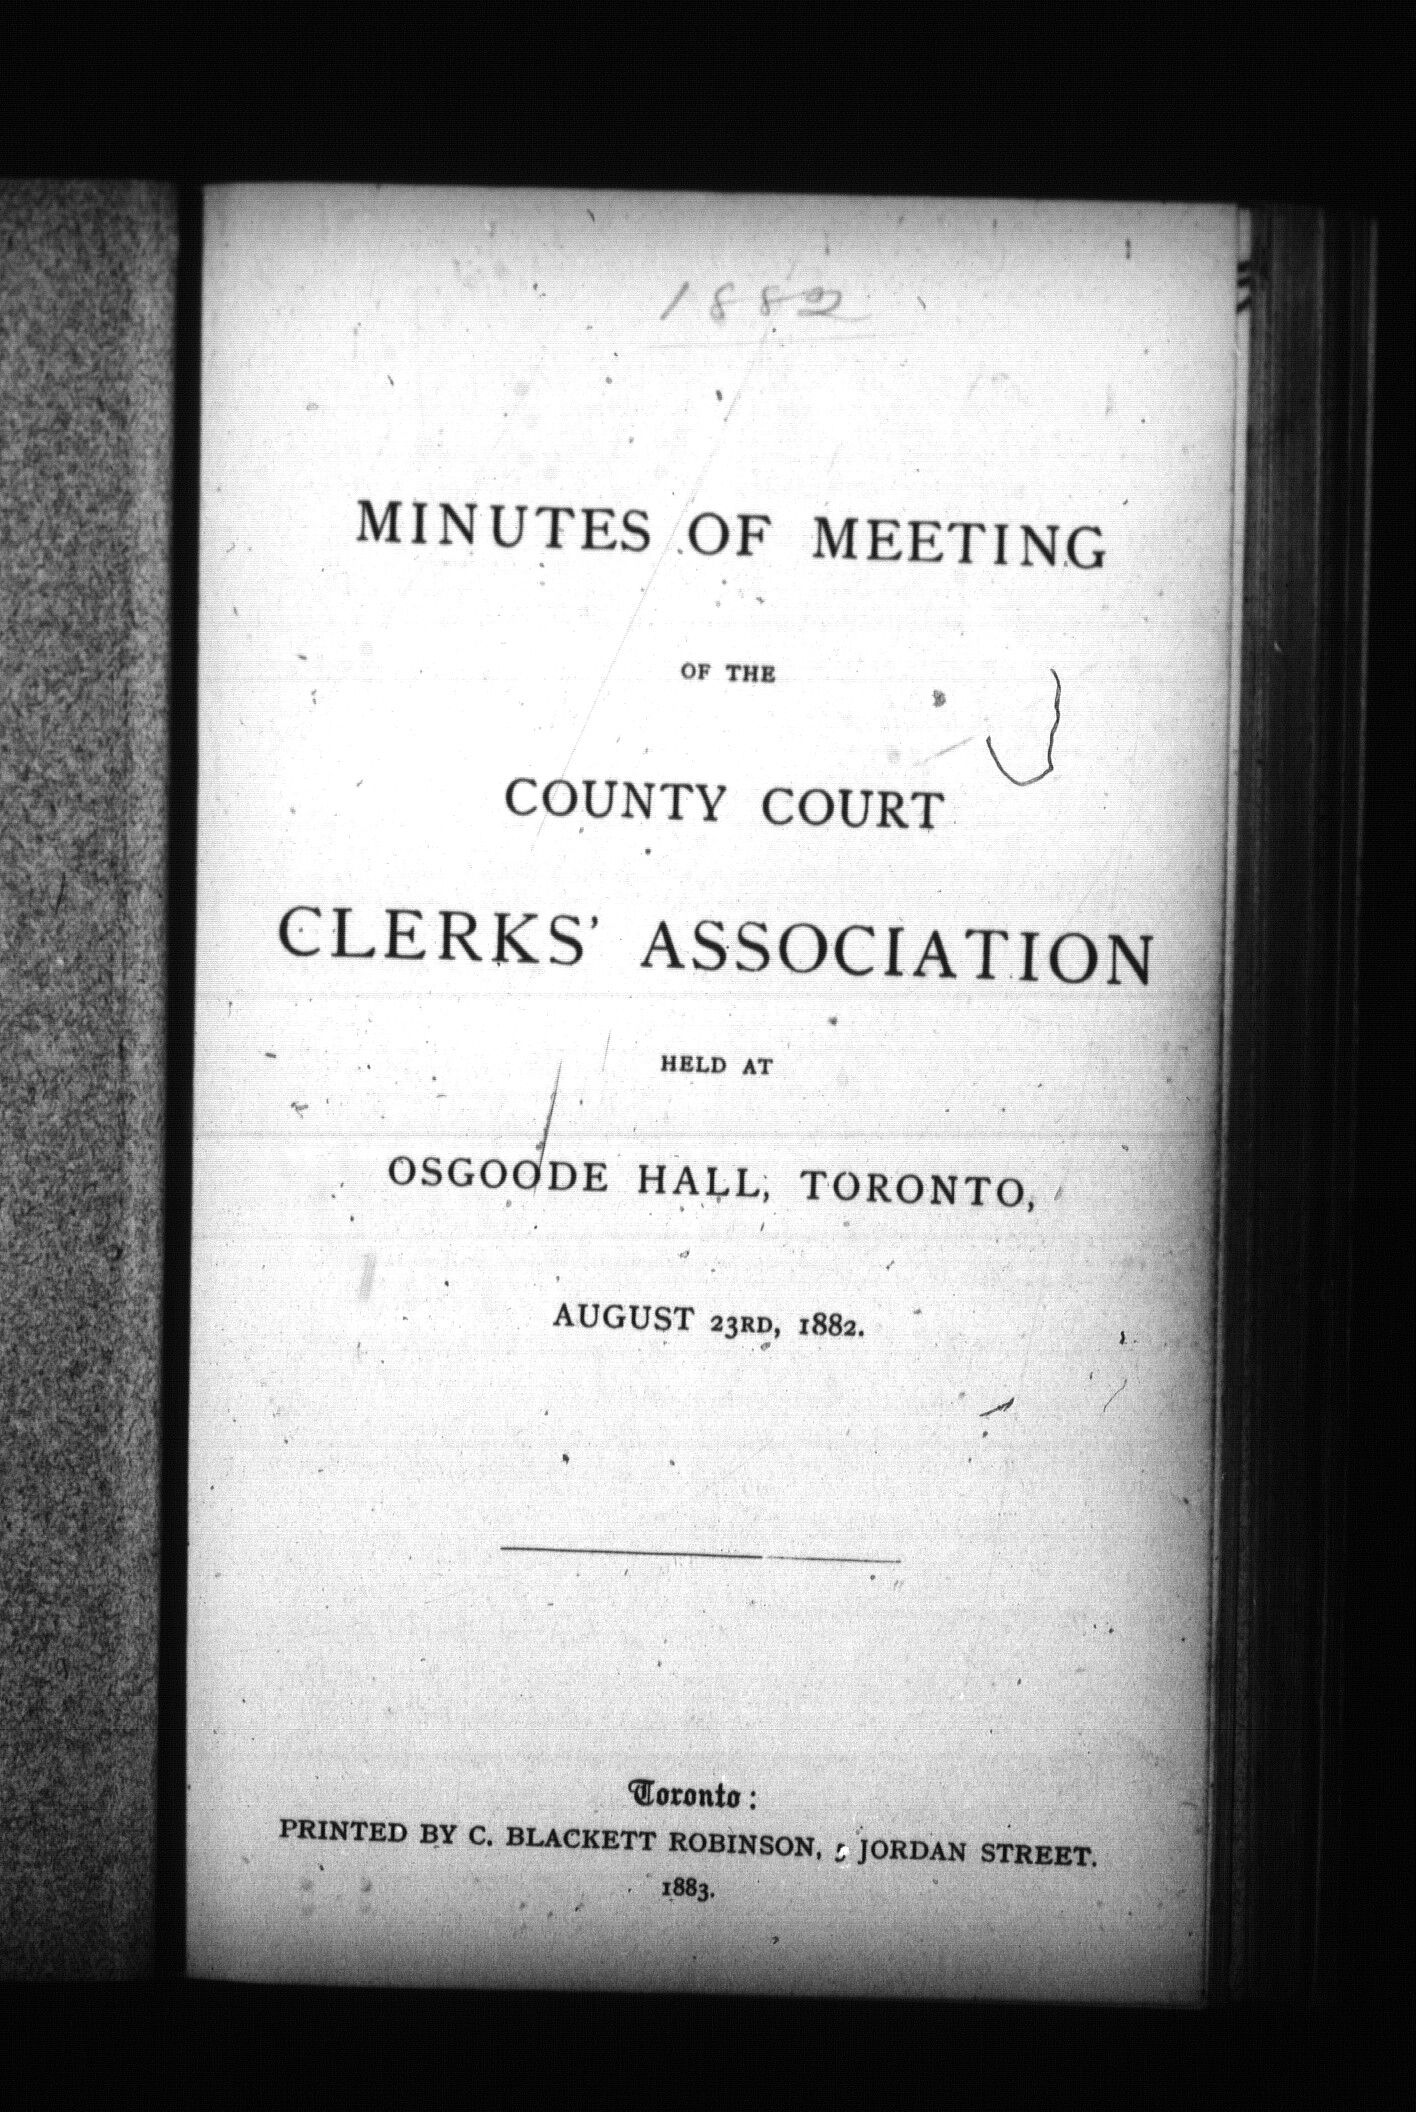 1882
MINUTES OF MEETING
OF THE
COUNTY COURT
CLERKS' ASSOCIATION
HELD AT
OSGOODE HALL, TORONTO,
AUGUST 23RD, 1882.
Toronto:
PRINTED BY C. BLACKETT ROBINSON, 5 JORDAN STREET.
1883.